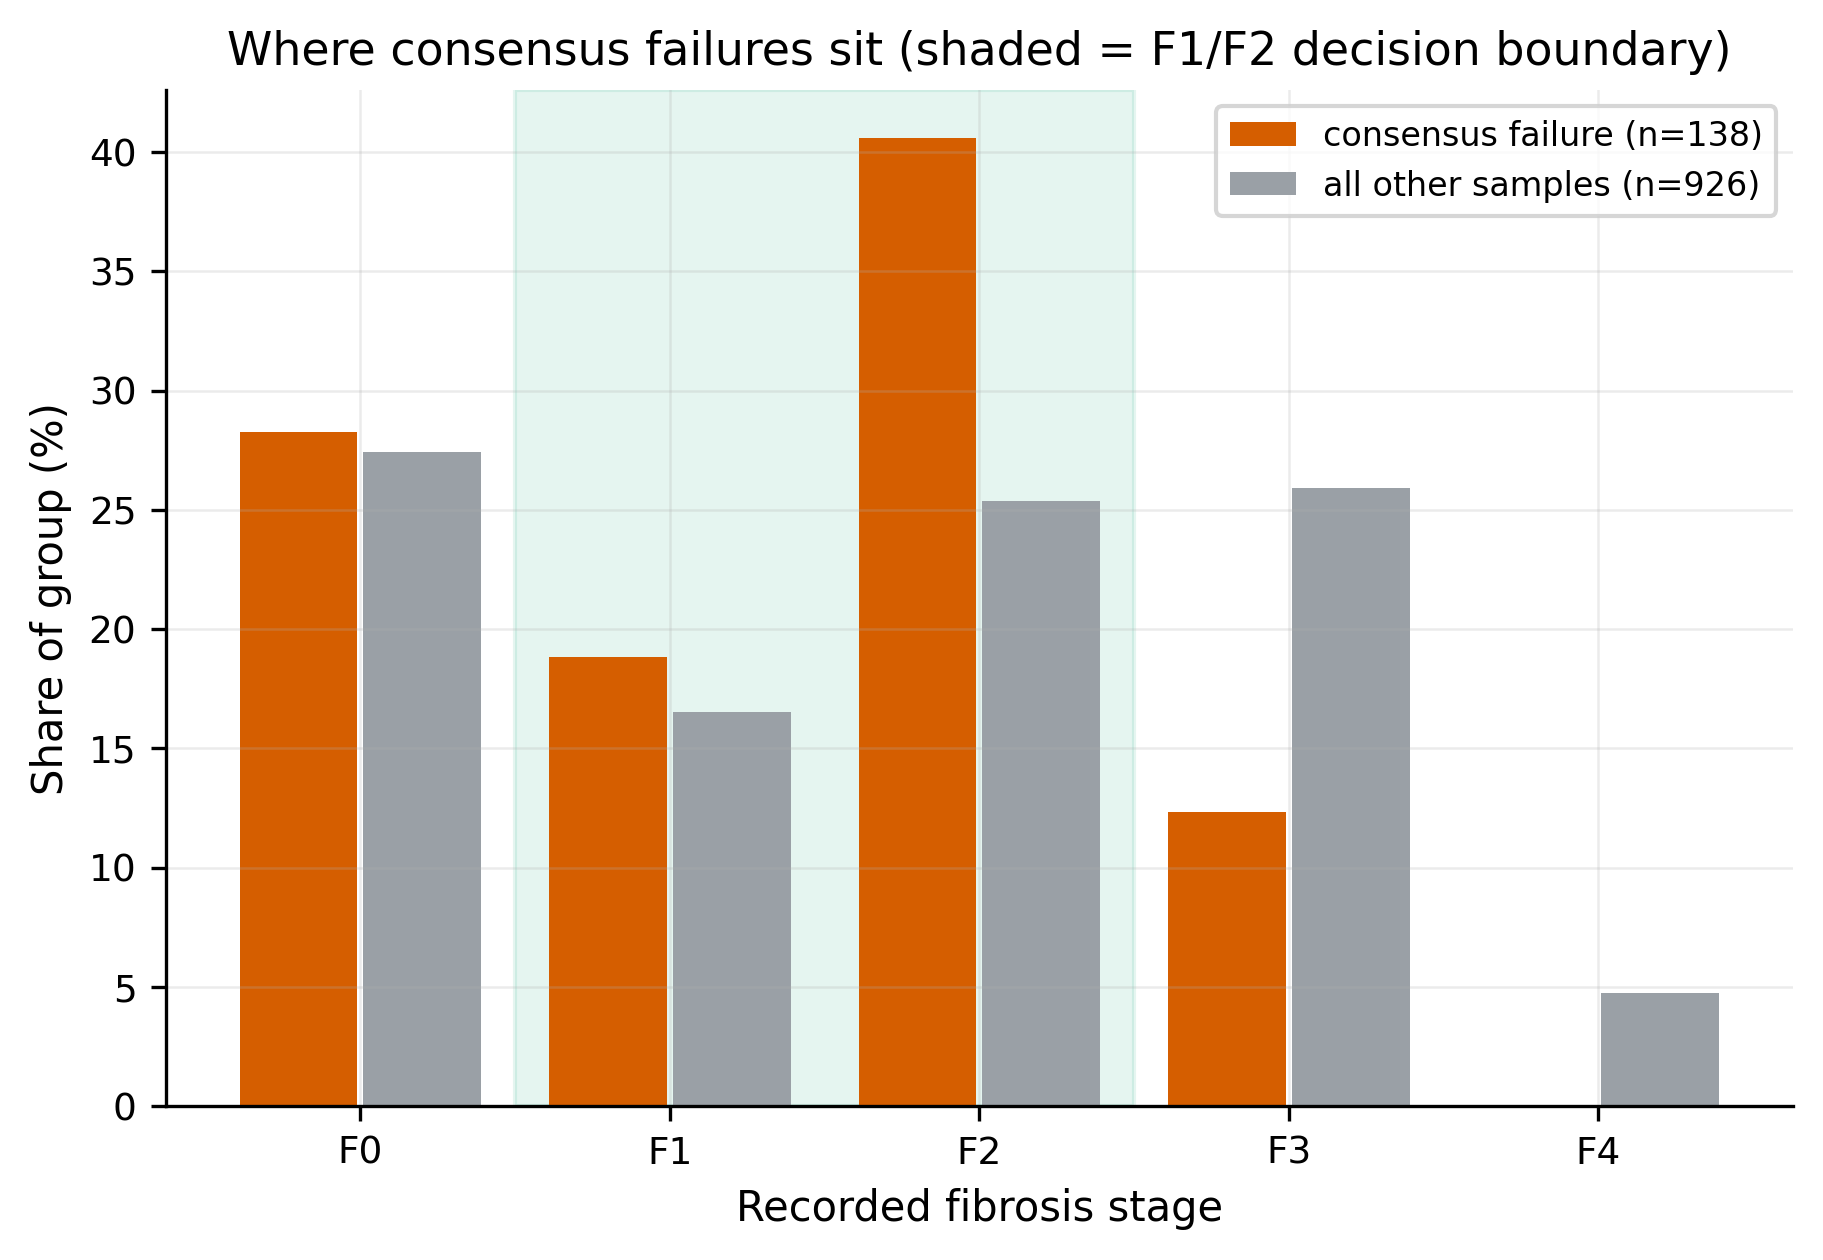 Where consensus failures sit (shaded = F1/F2 decision boundary)
consensus failure (n=138)
all other samples (n=926)
Share of group (%)
40
35
30
25
20
15
10
5
0
F0 F1 F2 F3 F4
Recorded fibrosis stage